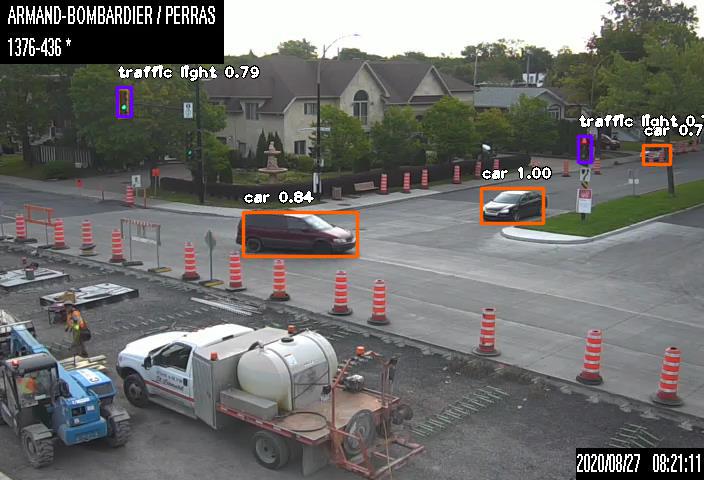 ARMAND-BOMBARDIER / PERRAS
1376-436 *
traffic light 0.79
traffic light 0.7
car 0.7
car 1.00
car 0.84
2020/08/27 08:21:11